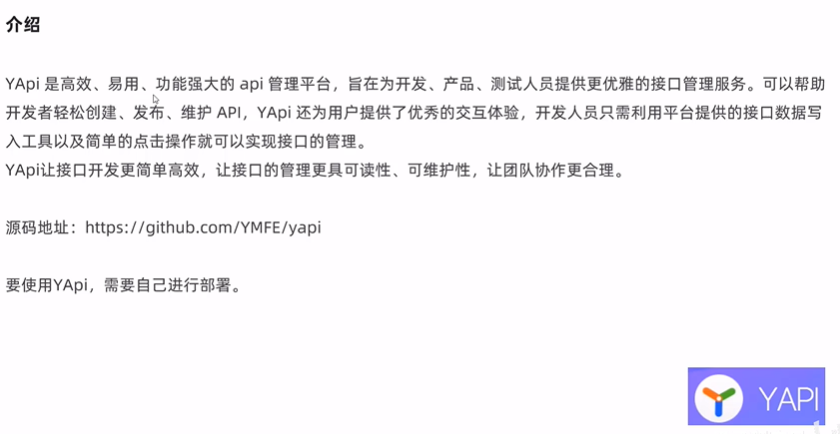 介绍
YApi 是高效、易用、功能强大的 api 管理平台，旨在为开发、产品、测试人员提供更优雅的接口管理服务。可以帮助
开发者轻松创建、发布、维护 API，YApi 还为用户提供了优秀的交互体验，开发人员只需利用平台提供的接口数据写
入工具以及简单的点击操作就可以实现接口的管理。
YApi让接口开发更简单高效，让接口的管理更具可读性、可维护性，让团队协作更合理。
源码地址：https://github.com/YMFE/yapi
要使用YApi，需要自己进行部署。
YAPI